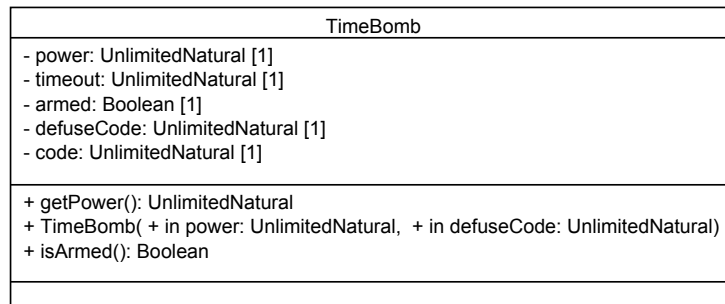 TimeBomb
- power: UnlimitedNatural [1]
- timeout: UnlimitedNatural [1]
- armed: Boolean [1]
- defuseCode: UnlimitedNatural [1]
- code: UnlimitedNatural [1]
+ getPower(): UnlimitedNatural
+ TimeBomb( + in power: UnlimitedNatural,  + in defuseCode: UnlimitedNatural)
+ isArmed(): Boolean